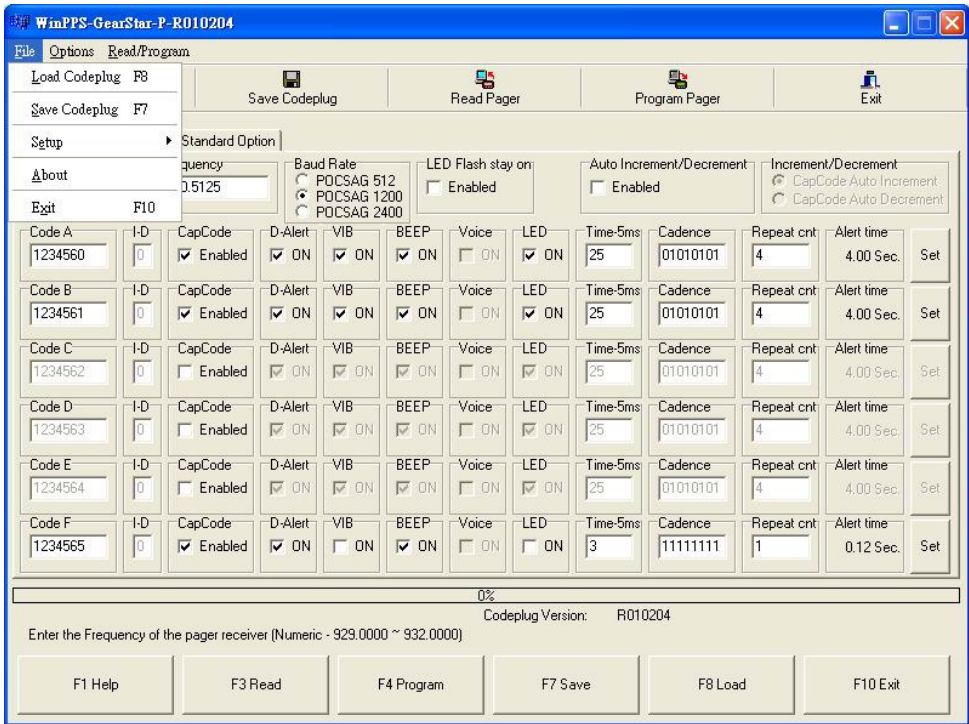 WinPPS-GearStar-P-R010204
File Options Read/Program
Load Codeplug F8
Save Codeplug F7
Setup
About
Exit F10
Save Codeplug Read Pager Program Pager Exit
Standard Option
Baud Rate LED Flash stay on Auto Increment/Decrement Increment/Decrement
0.5125 POCSAG 512 Enabled Enabled CapCode Auto Increment
POCSAG 1200 CapCode Auto Decrement
POCSAG 2400
Code A I-D CapCode D-Alert VIB BEEP Voice LED Time-5ms Cadence Repeat cnt Alert time
1234560 0 Enabled ON ON ON ON ON 25 01010101 4 4.00 Sec. Set
Code B I-D CapCode D-Alert VIB BEEP Voice LED Time-5ms Cadence Repeat cnt Alert time
1234561 0 Enabled ON ON ON ON ON 25 01010101 4 4.00 Sec. Set
Code C I-D CapCode D-Alert VIB BEEP Voice LED Time-5ms Cadence Repeat cnt Alert time
1234562 0 Enabled ON ON ON ON ON 25 01010101 4 4.00 Sec. Set
Code D I-D CapCode D-Alert VIB BEEP Voice LED Time-5ms Cadence Repeat cnt Alert time
1234563 0 Enabled ON ON ON ON ON 25 01010101 4 4.00 Sec. Set
Code E I-D CapCode D-Alert VIB BEEP Voice LED Time-5ms Cadence Repeat cnt Alert time
1234564 0 Enabled ON ON ON ON ON 25 01010101 4 4.00 Sec. Set
Code F I-D CapCode D-Alert VIB BEEP Voice LED Time-5ms Cadence Repeat cnt Alert time
1234565 0 Enabled ON ON ON ON ON 3 11111111 1 0.12 Sec. Set
0%
Codeplug Version: R010204
Enter the Frequency of the pager receiver (Numeric - 929.0000 ~ 932.0000)
F1 Help F3 Read F4 Program F7 Save F8 Load F10 Exit